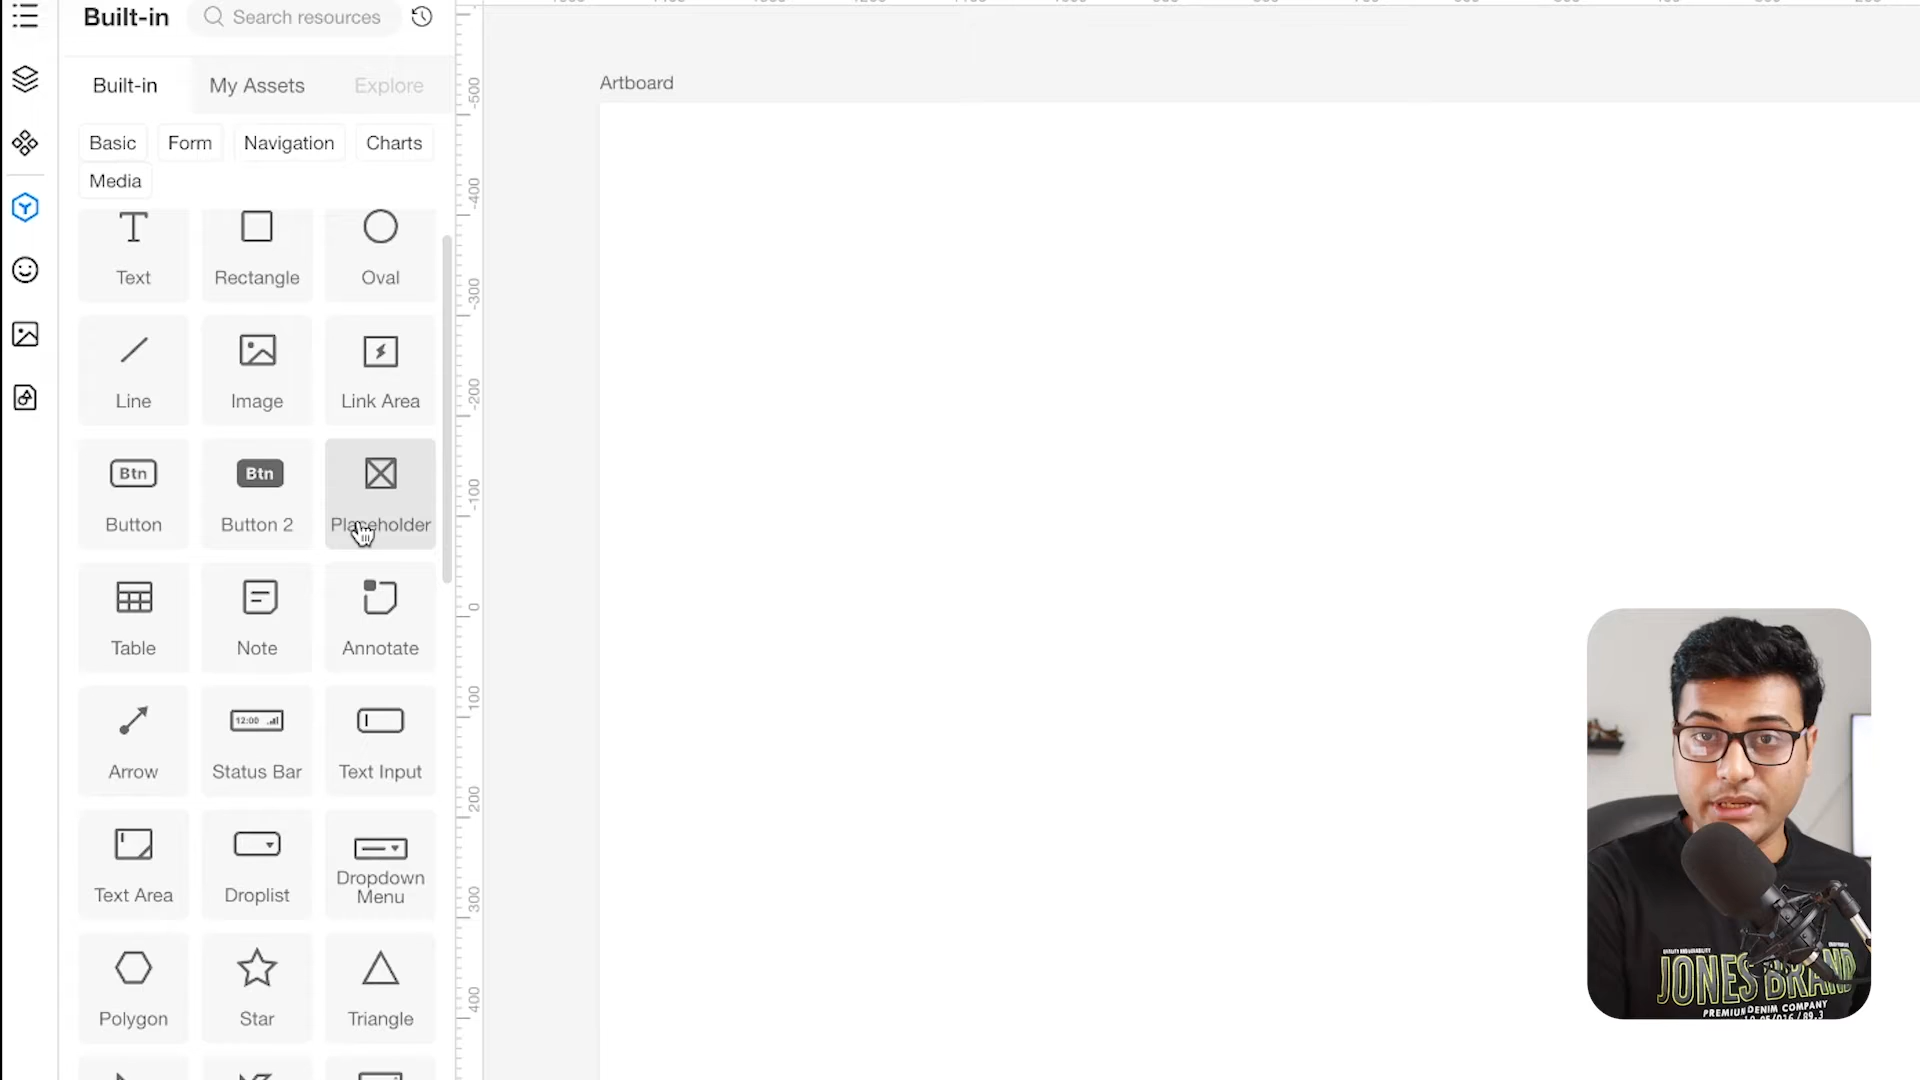 Built-in
Search resources
Built-in
My Assets
Explore
Basic
Form
Navigation
Charts
Media
Artboard
Text
Rectangle
Oval
Line
Image
Link Area
Btn
Btn
Button
Button 2
Placeholder
Table
Note
Annotate
12:00
Arrow
Status Bar
Text Input
Text Area
Droplist
Dropdown
Menu
Polygon
Star
Triangle
-500
-400
-300
-200
-100
0
100
200
300
400
JONES BRAND
PREMIUM DENIM COMPANY